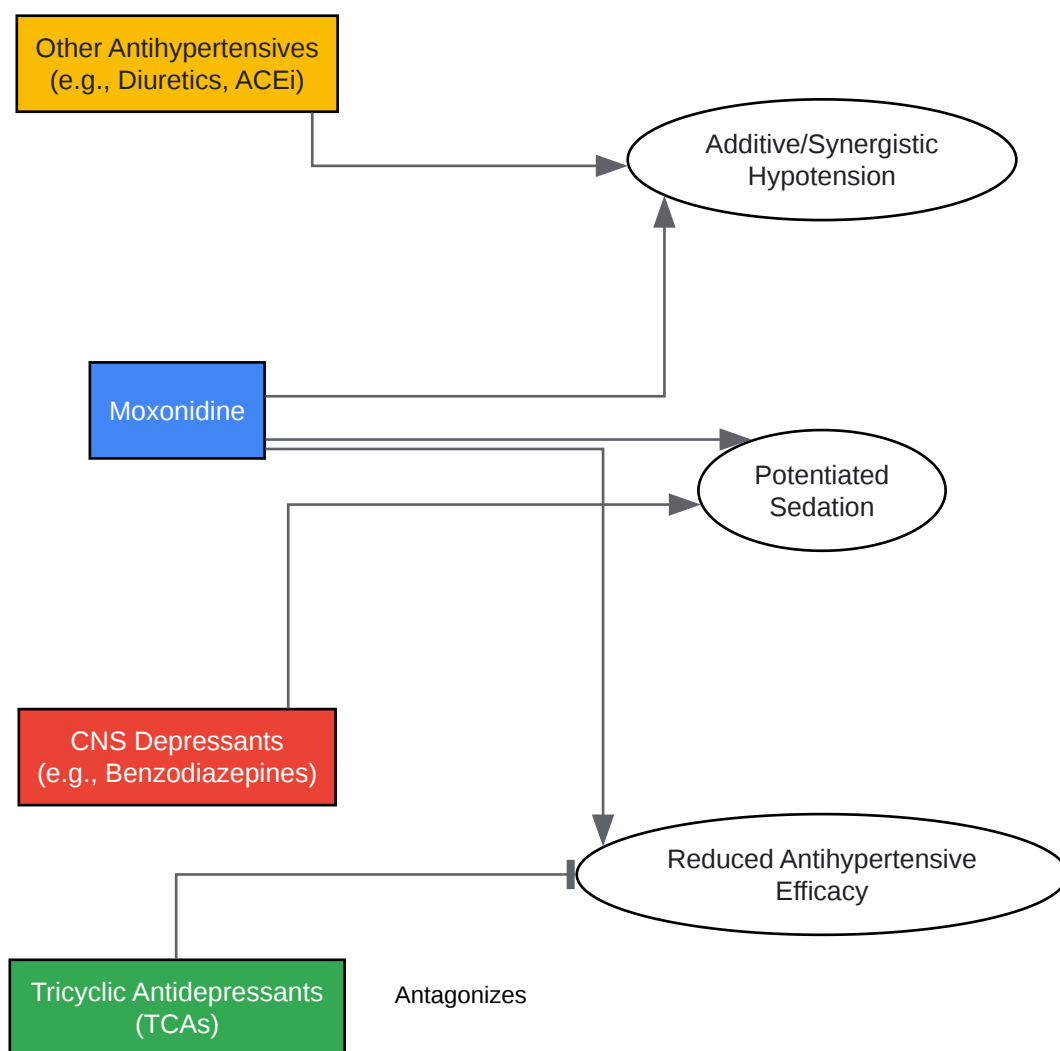 Other Antihypertensives
(e.g., Diuretics, ACEi)
Additive/Synergistic
Hypotension
Moxonidine
Potentiated
Sedation
CNS Depressants
(e.g., Benzodiazepines)
Reduced Antihypertensive
Efficacy
Tricyclic Antidepressants
(TCAs)
Antagonizes